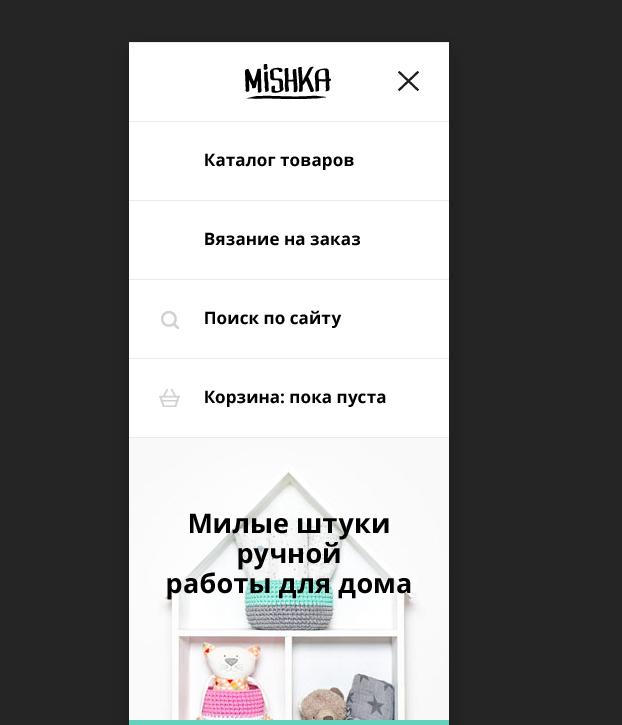 MiSHKA
Каталог товаров
Вязание на заказ
Поиск по сайту
Корзина: пока пуста
Милые штуки
ручной
работы для дома